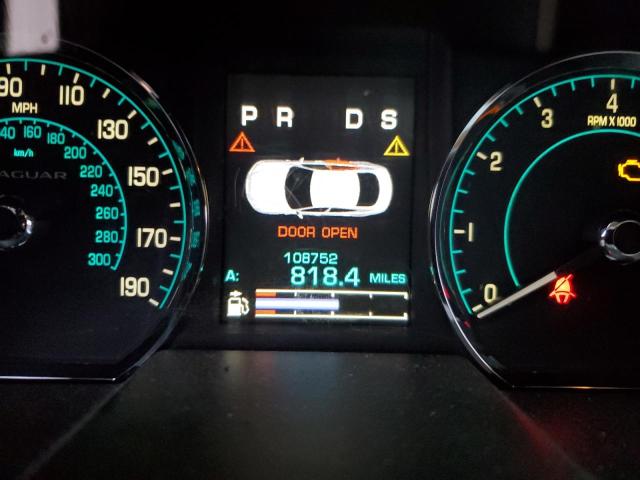 90 110 130 150 170 190
MPH
140 160 180 200 220 240 260 280 300
km/h
P R D S
DOOR OPEN
108752
A: 818.4 MILES
0 1 2 3 4
RPM X 1000